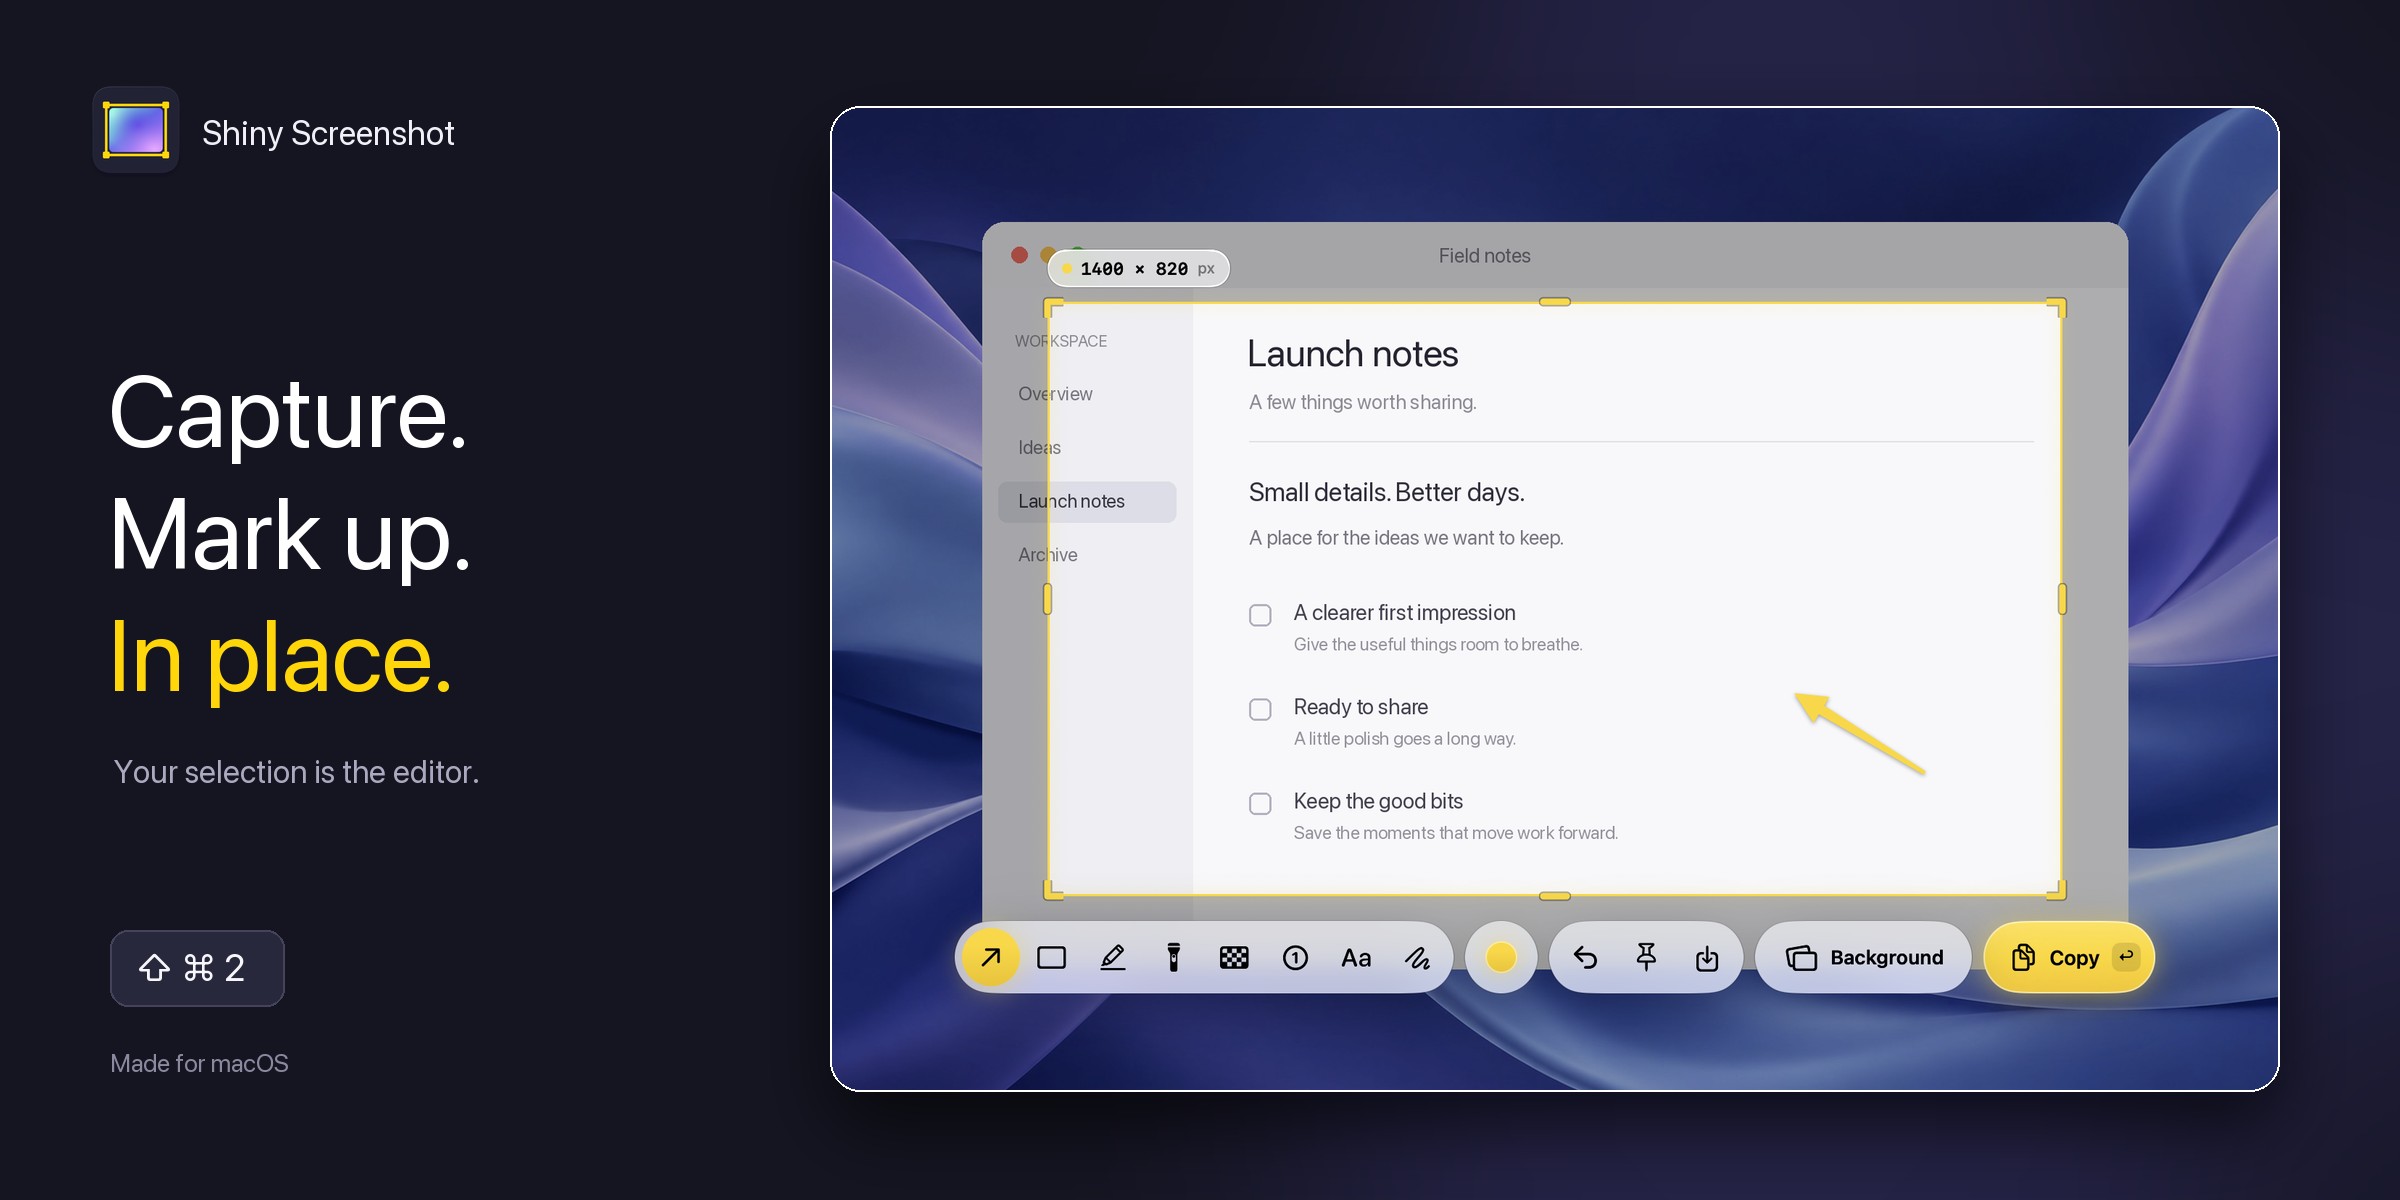 Shiny Screenshot
Capture.
Mark up.
In place.
Your selection is the editor.
⇧ ⌘ 2
Made for macOS
Field notes
1400 × 820 px
WORKSPACE
Overview
Ideas
Launch notes
Archive
Launch notes
A few things worth sharing.
Small details. Better days.
A place for the ideas we want to keep.
A clearer first impression
Give the useful things room to breathe.
Ready to share
A little polish goes a long way.
Keep the good bits
Save the moments that move work forward.
1
Aa
Background
Copy